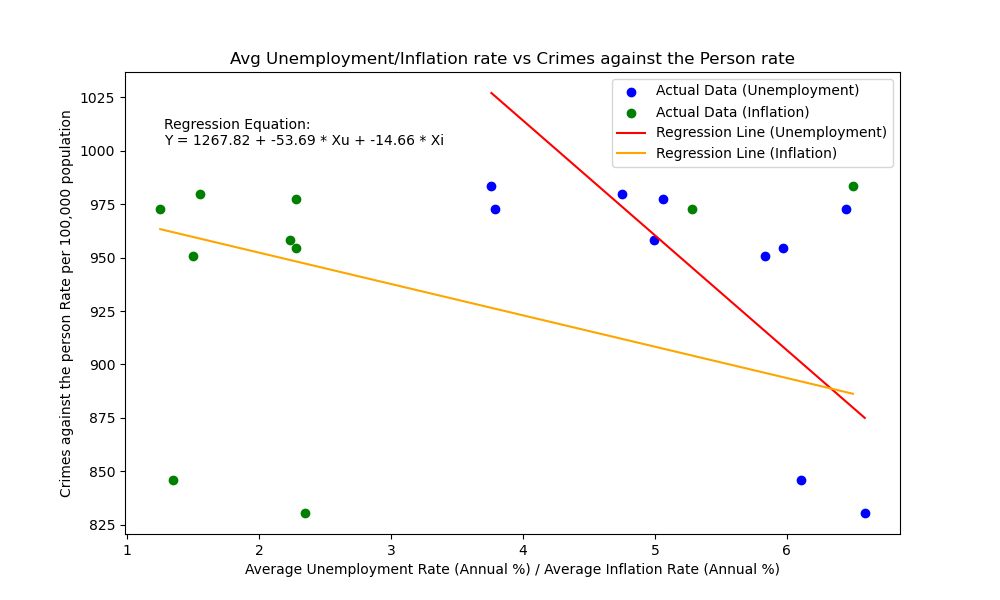 Avg Unemployment/Inflation rate vs Crimes against the Person rate
Actual Data (Unemployment)
Actual Data (Inflation)
Regression Line (Unemployment)
Regression Line (Inflation)
Regression Equation:
Y = 1267.82 + -53.69 * Xu + -14.66 * Xi
Crimes against the person Rate per 100,000 population
1025
1000
975
950
925
900
875
850
825
1 2 3 4 5 6
Average Unemployment Rate (Annual %) / Average Inflation Rate (Annual %)